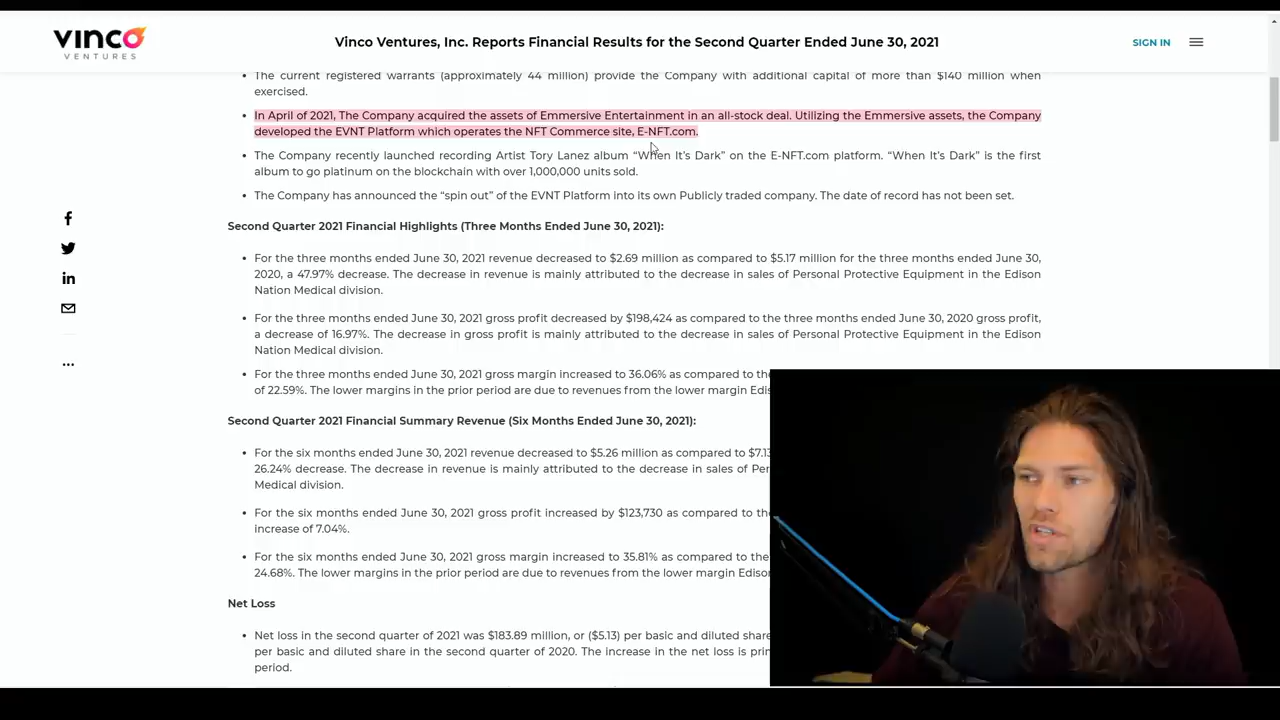 vinco
VENTURES
Vinco Ventures, Inc. Reports Financial Results for the Second Quarter Ended June 30, 2021
SIGN IN
• The current registered warrants (approximately 44 million) provide the Company with additional capital of more than $140 million when
exercised.
• In April of 2021, The Company acquired the assets of Emmersive Entertainment in an all-stock deal. Utilizing the Emmersive assets, the Company
developed the EVNT Platform which operates the NFT Commerce site, E-NFT.com.
• The Company recently launched recording Artist Tory Lanez album “When It’s Dark” on the E-NFT.com platform. “When It’s Dark” is the first
album to go platinum on the blockchain with over 1,000,000 units sold.
• The Company has announced the “spin out” of the EVNT Platform into its own Publicly traded company. The date of record has not been set.
Second Quarter 2021 Financial Highlights (Three Months Ended June 30, 2021):
• For the three months ended June 30, 2021 revenue decreased to $2.69 million as compared to $5.17 million for the three months ended June 30,
2020, a 47.97% decrease. The decrease in revenue is mainly attributed to the decrease in sales of Personal Protective Equipment in the Edison
Nation Medical division.
• For the three months ended June 30, 2021 gross profit decreased by $198,424 as compared to the three months ended June 30, 2020 gross profit,
a decrease of 16.97%. The decrease in gross profit is mainly attributed to the decrease in sales of Personal Protective Equipment in the Edison
Nation Medical division.
• For the three months ended June 30, 2021 gross margin increased to 36.06% as compared to the
of 22.59%. The lower margins in the prior period are due to revenues from the lower margin Edis
Second Quarter 2021 Financial Summary Revenue (Six Months Ended June 30, 2021):
• For the six months ended June 30, 2021 revenue decreased to $5.26 million as compared to $7.13
26.24% decrease. The decrease in revenue is mainly attributed to the decrease in sales of Per
Medical division.
• For the six months ended June 30, 2021 gross profit increased by $123,730 as compared to the
increase of 7.04%.
• For the six months ended June 30, 2021 gross margin increased to 35.81% as compared to the
24.68%. The lower margins in the prior period are due to revenues from the lower margin Edison
Net Loss
• Net loss in the second quarter of 2021 was $183.89 million, or ($5.13) per basic and diluted share
per basic and diluted share in the second quarter of 2020. The increase in the net loss is prin
period.